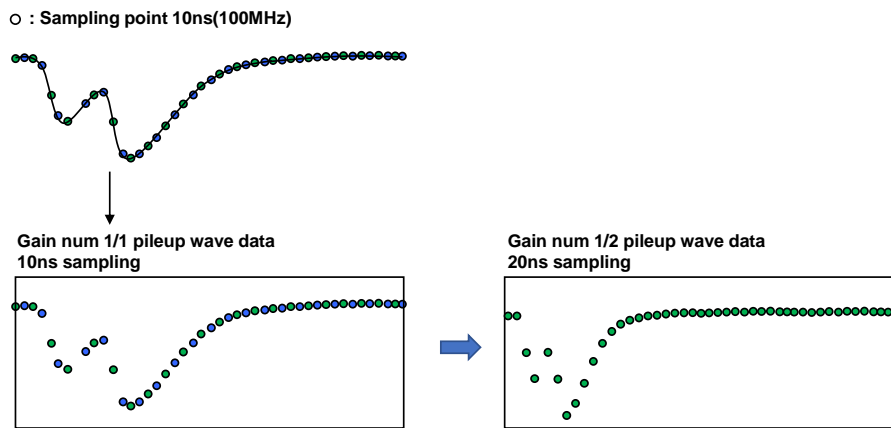 ○ : Sampling point 10ns(100MHz)
Gain num 1/1 pileup wave data
10ns sampling
Gain num 1/2 pileup wave data
20ns sampling